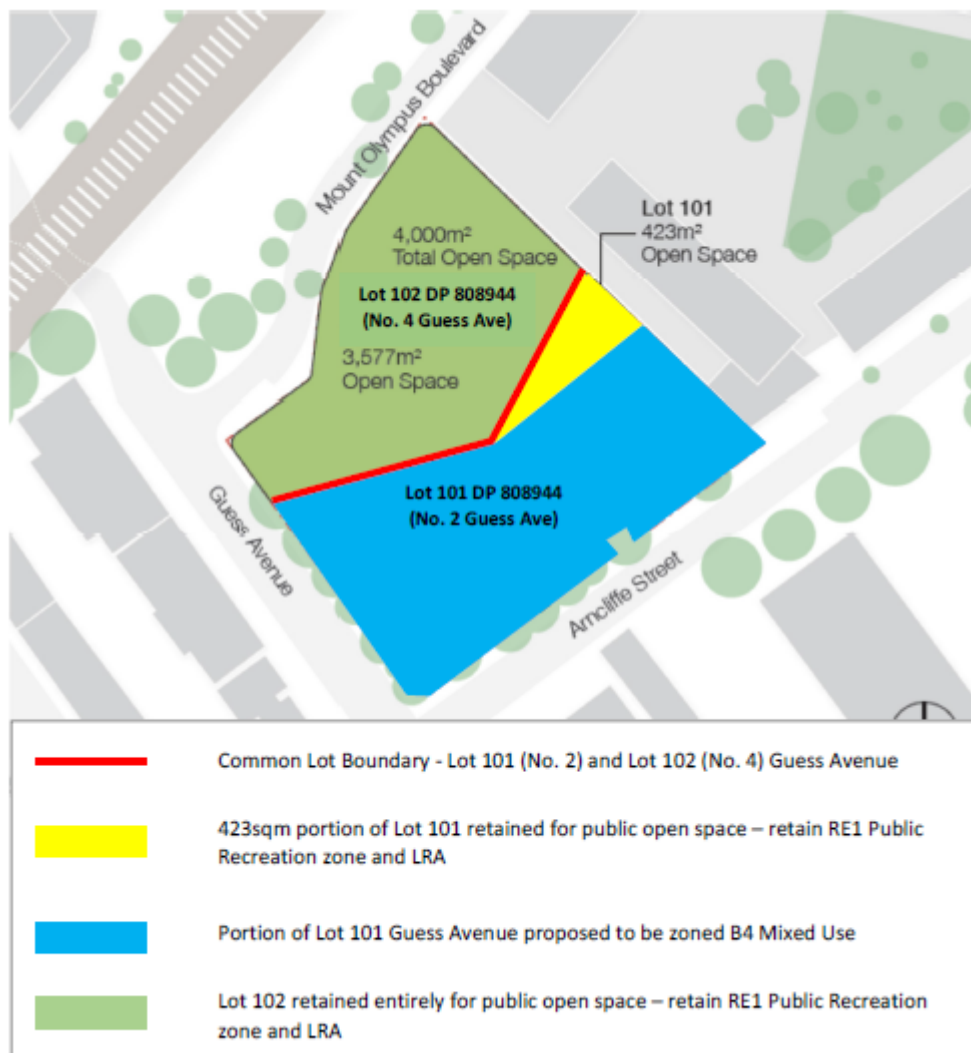 Mount Olympus Boulevard
Lot 101
423m²
Open Space
4,000m²
Total Open Space
Lot 102 DP 808944
(No. 4 Guess Ave)
3,577m²
Open Space
Lot 101 DP 808944
(No. 2 Guess Ave)
Guess Avenue
Arncliffe Street
Common Lot Boundary - Lot 101 (No. 2) and Lot 102 (No. 4) Guess Avenue
423sqm portion of Lot 101 retained for public open space – retain RE1 Public
Recreation zone and LRA
Portion of Lot 101 Guess Avenue proposed to be zoned B4 Mixed Use
Lot 102 retained entirely for public open space – retain RE1 Public Recreation
zone and LRA